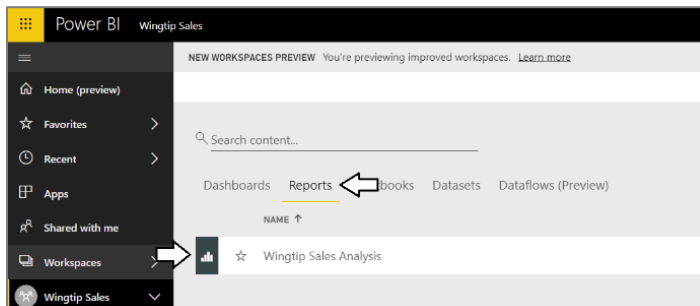 Power BI Wingtip Sales
NEW WORKSPACES PREVIEW You're previewing improved workspaces. Learn more
Home (preview)
Favorites
Recent
Apps
Shared with me
Workspaces
Wingtip Sales
Search content...
Dashboards Reports books Datasets Dataflows (Preview)
NAME ↑
Wingtip Sales Analysis